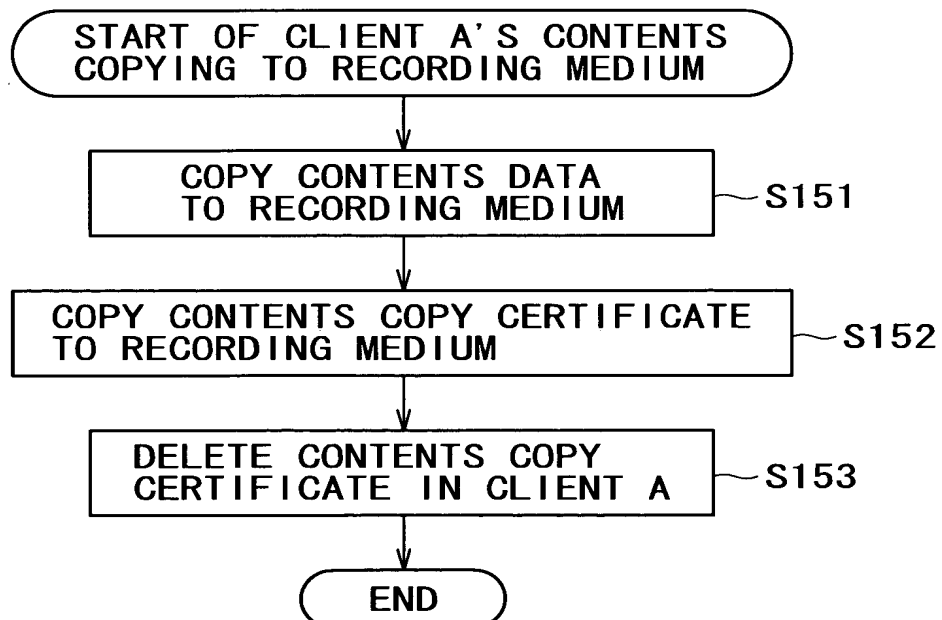 START OF CLIENT A'S CONTENTS
COPYING TO RECORDING MEDIUM
COPY CONTENTS DATA
TO RECORDING MEDIUM
S151
COPY CONTENTS COPY CERTIFICATE
TO RECORDING MEDIUM
S152
DELETE CONTENTS COPY
CERTIFICATE IN CLIENT A
S153
END